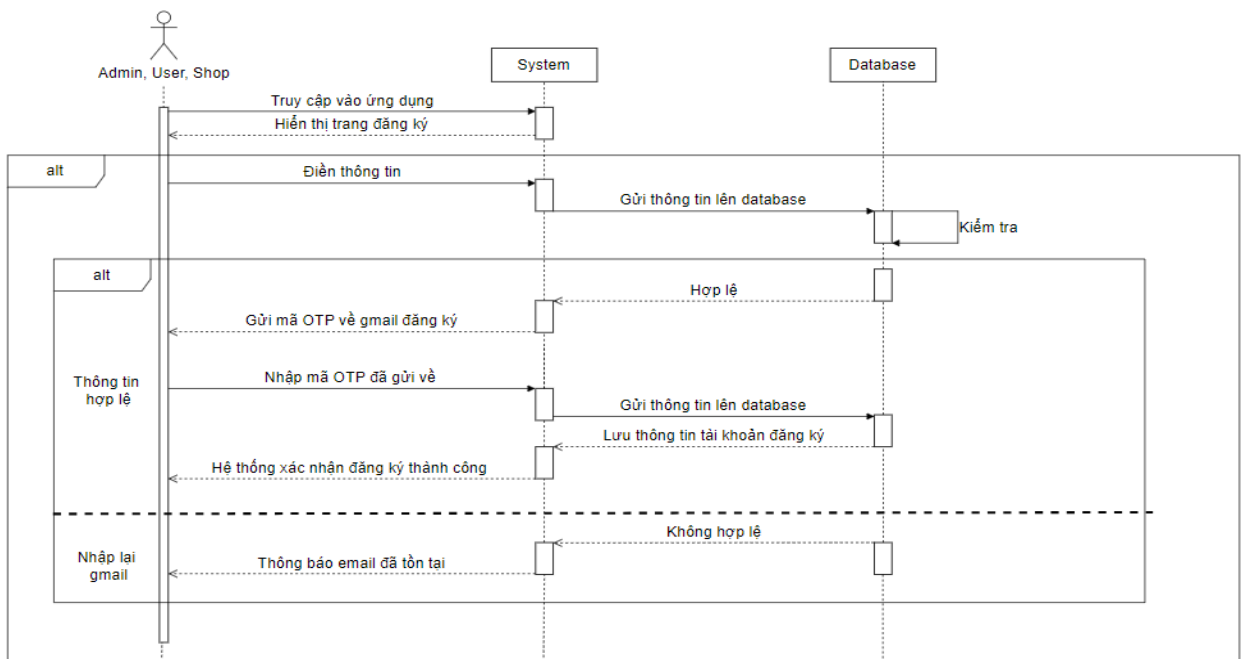 Admin, User, Shop
System
Database
Truy cập vào ứng dụng
Hiển thị trang đăng ký
alt
Điền thông tin
Gửi thông tin lên database
Kiểm tra
alt
Hợp lệ
Gửi mã OTP về gmail đăng ký
Thông tin
hợp lệ
Nhập mã OTP đã gửi về
Gửi thông tin lên database
Lưu thông tin tài khoản đăng ký
Hệ thống xác nhận đăng ký thành công
Không hợp lệ
Nhập lại
gmail
Thông báo email đã tồn tại